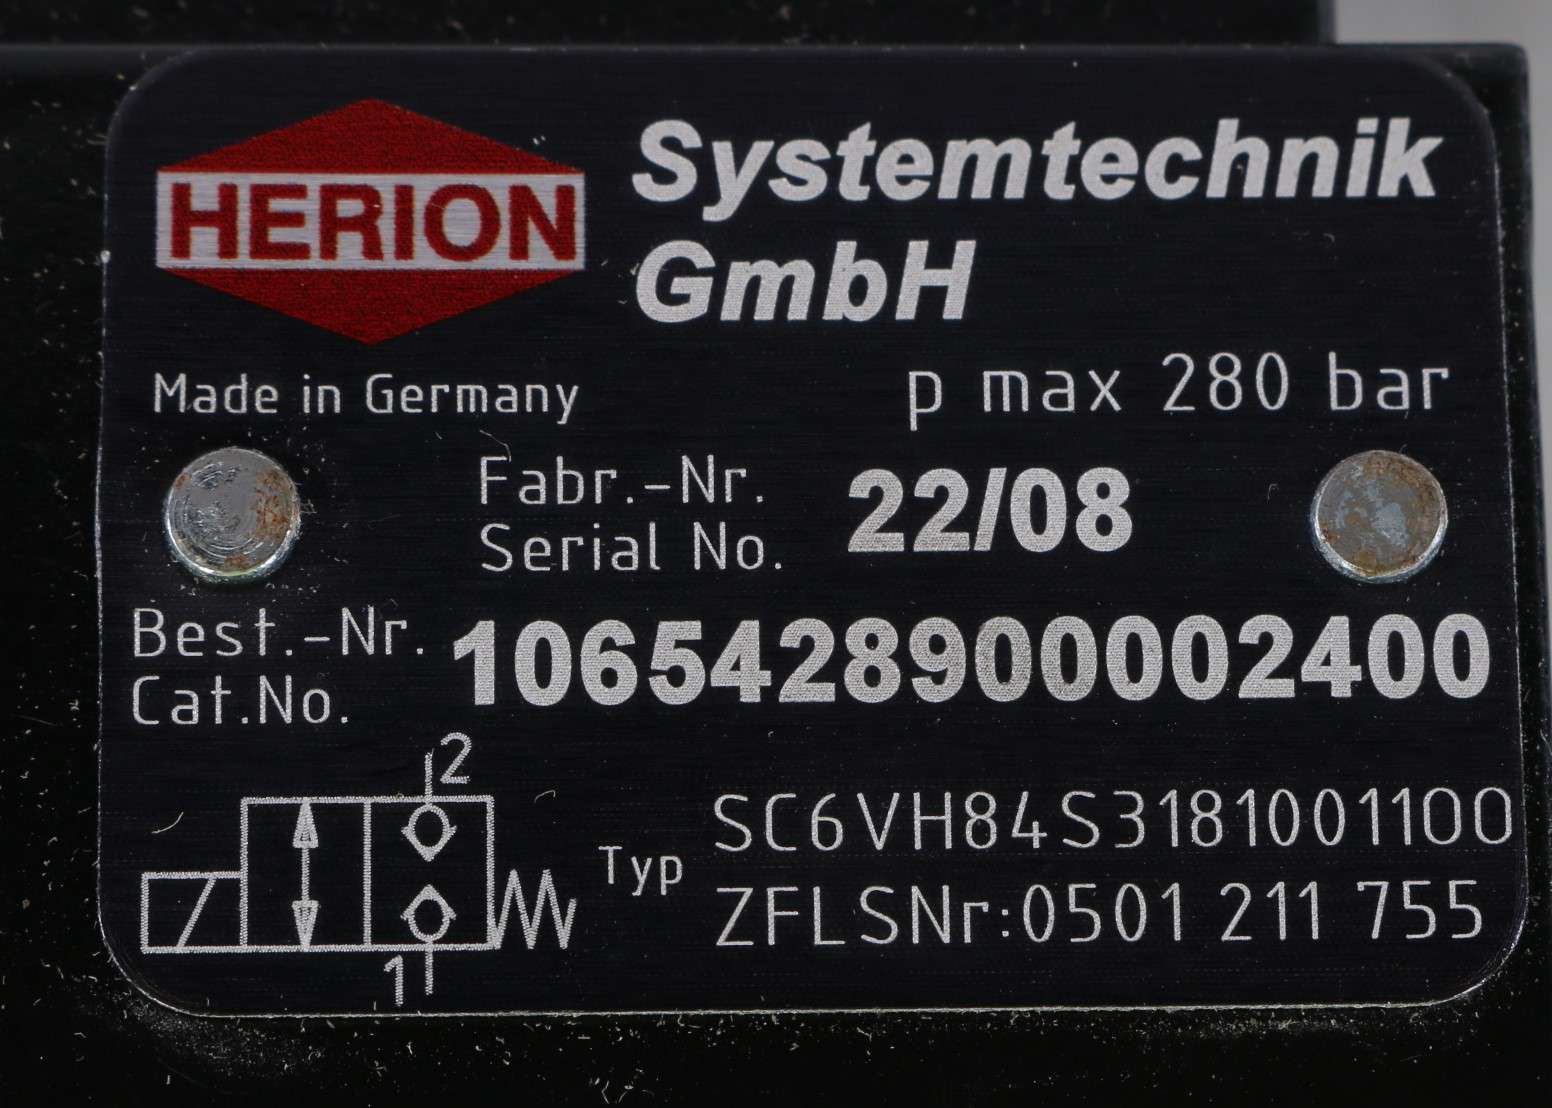 HERION
Systemtechnik
GmbH
Made in Germany
p max 280 bar
Fabr.-Nr.
Serial No.
22/08
Best.-Nr.
Cat.No.
1065428900002400
2
1
Typ
SC6VH84S3181001100
ZFLSNr:0501 211 755